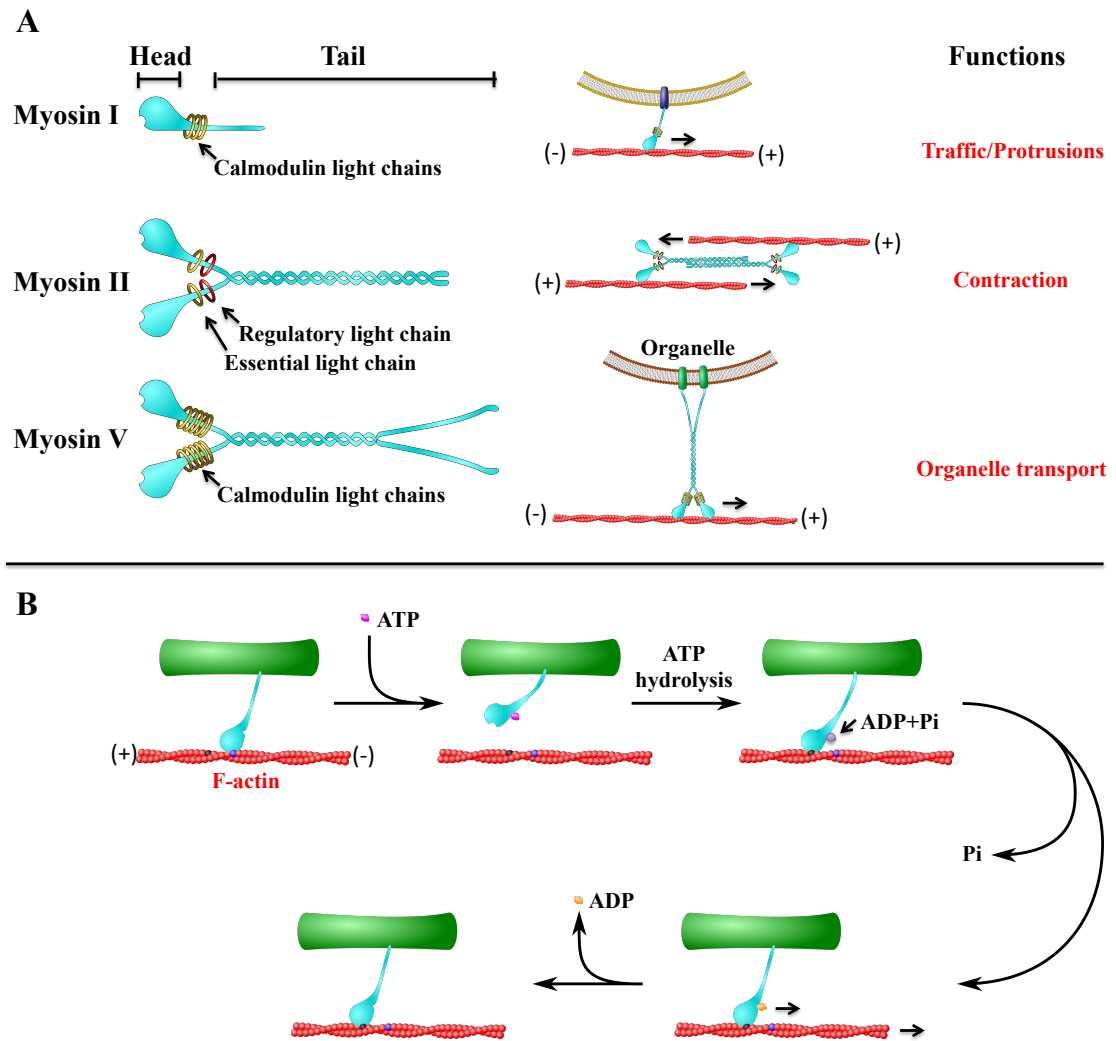 A
Head
Tail
Functions
Myosin I
Calmodulin light chains
(-)
(+)
Traffic/Protrusions
Myosin II
Regulatory light chain
Essential light chain
(+)
(+)
Contraction
Organelle
Myosin V
Calmodulin light chains
(-)
(+)
Organelle transport
B
ATP
ATP
hydrolysis
ADP+Pi
(+)
(-)
F-actin
Pi
ADP